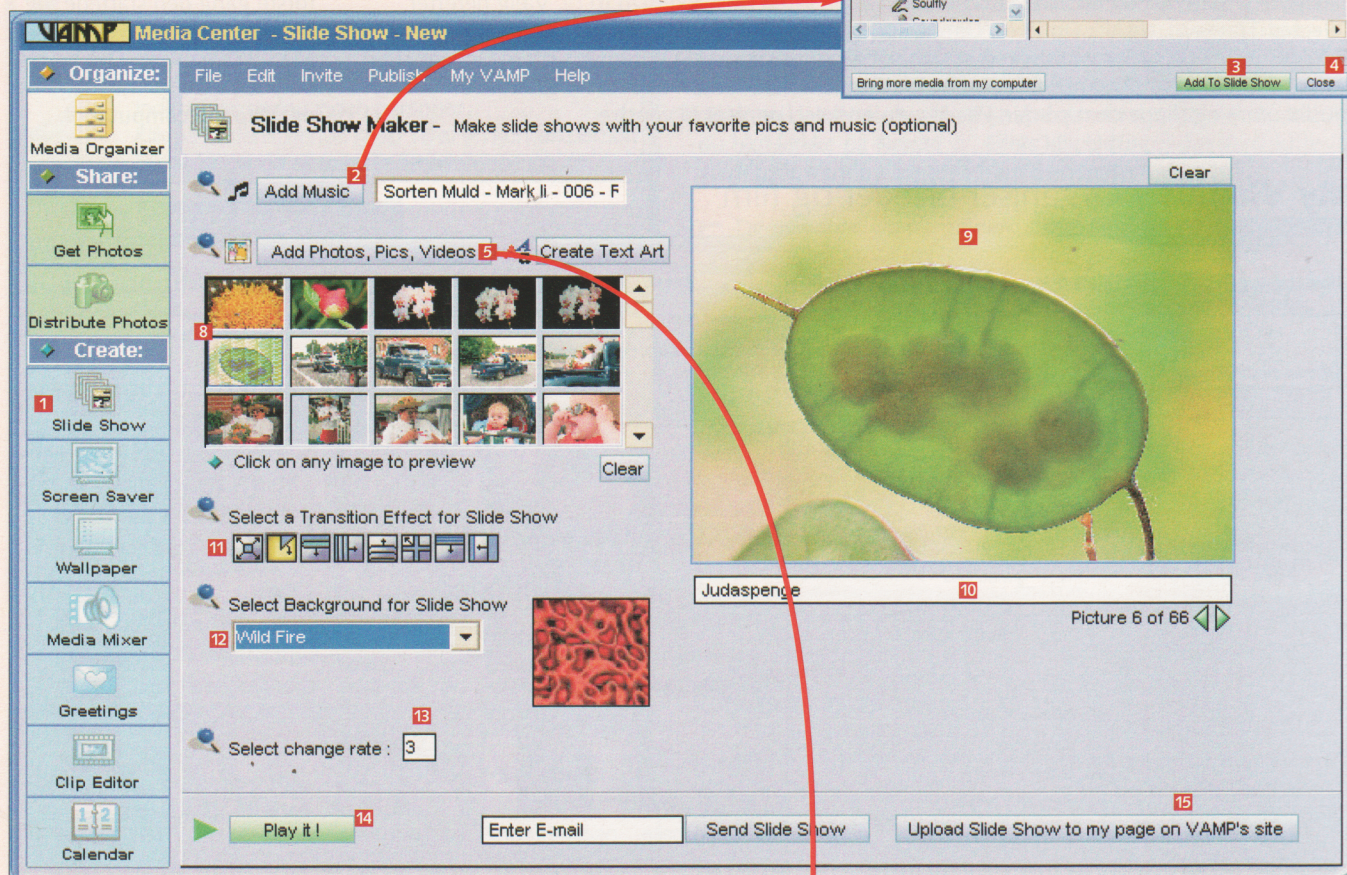 Soulfly
VAMP Media Center - Slide Show - New
Bring more media from my computer
3
Add To Slide Show
4
Close
Organize:
File Edit Invite Publish My VAMP Help
Media Organizer
Slide Show Maker - Make slide shows with your favorite pics and music (optional)
Share:
Get Photos
Distribute Photos
Create:
1
Slide Show
Screen Saver
Wallpaper
Media Mixer
Greetings
Clip Editor
1 2
Calendar
2
Add Music
Sorten Muld - Mark li - 006 - F
Clear
Add Photos, Pics, Videos
5
Create Text Art
8
9
Click on any image to preview
Clear
Select a Transition Effect for Slide Show
11
Judaspenge
10
Picture 6 of 66
Select Background for Slide Show
12
Wild Fire
13
Select change rate : 3
Play it !
14
Enter E-mail
Send Slide Show
15
Upload Slide Show to my page on VAMP's site